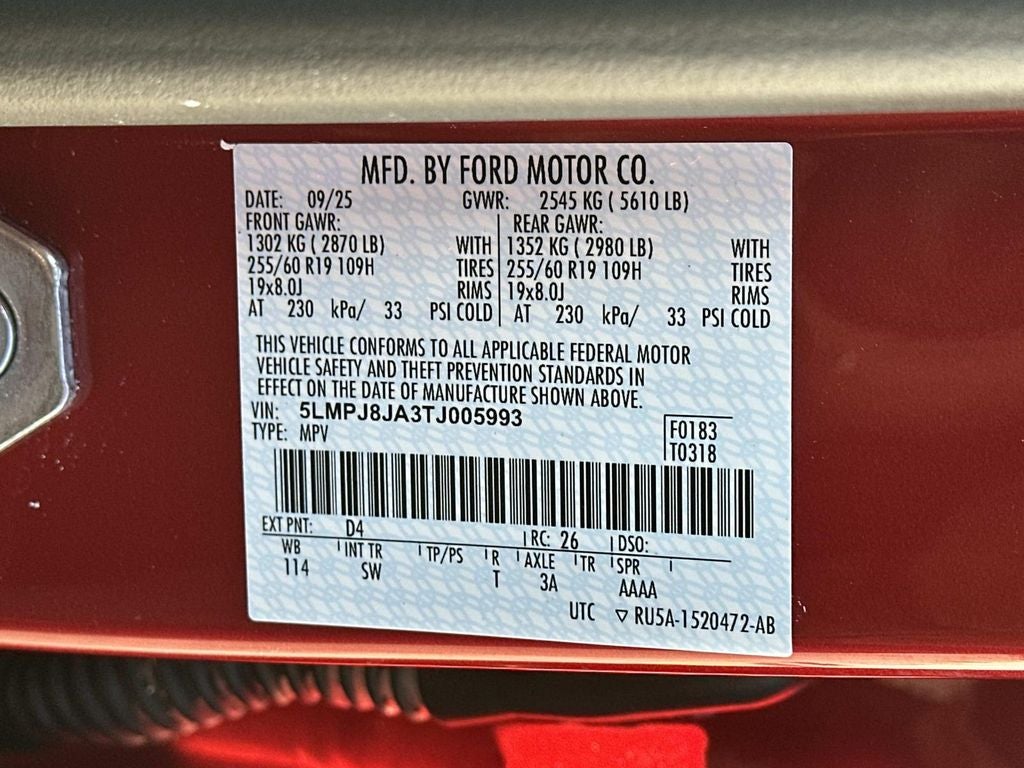 MFD. BY FORD MOTOR CO.
DATE: 09/25 GVWR: 2545 KG ( 5610 LB)
FRONT GAWR: REAR GAWR:
1302 KG ( 2870 LB) WITH 1352 KG ( 2980 LB) WITH
255/60 R19 109H TIRES 255/60 R19 109H TIRES
19x8.0J RIMS 19x8.0J RIMS
AT 230 kPa/ 33 PSI COLD AT 230 kPa/ 33 PSI COLD
THIS VEHICLE CONFORMS TO ALL APPLICABLE FEDERAL MOTOR
VEHICLE SAFETY AND THEFT PREVENTION STANDARDS IN
EFFECT ON THE DATE OF MANUFACTURE SHOWN ABOVE.
VIN: 5LMPJ8JA3TJ005993
TYPE: MPV
F0183
T0318
EXT PNT: D4 RC: 26 DSO:
WB INT TR TP/PS R AXLE TR SPR
114 SW T 3A AAAA
UTC ▽ RU5A-1520472-AB